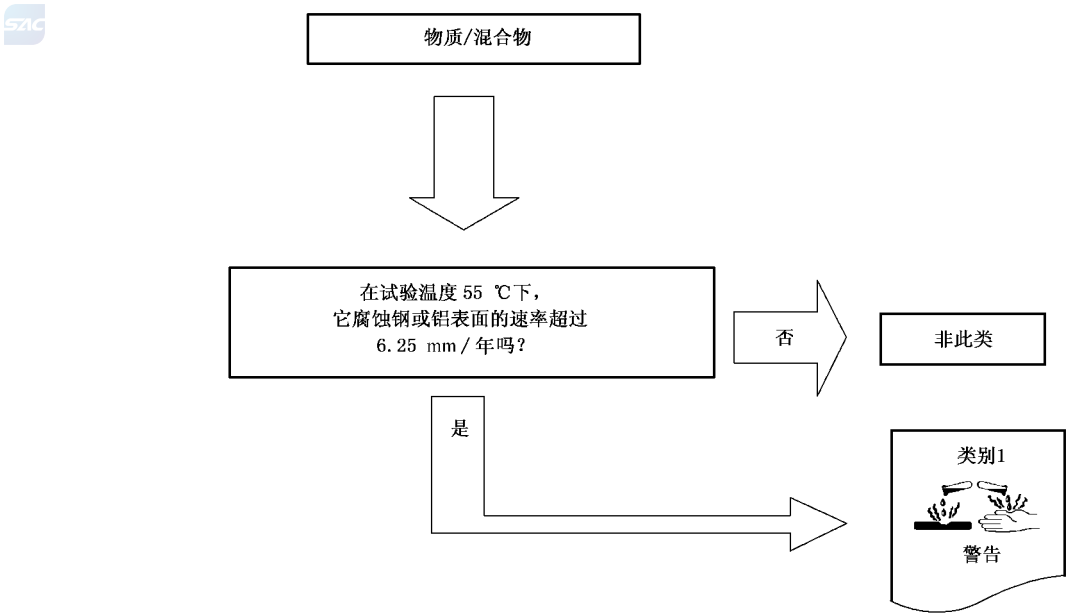 SAC
物质/混合物
在试验温度 55 ℃下,
它腐蚀钢或铝表面的速率超过
6.25 mm/年吗?
否
非此类
是
类别1
警告